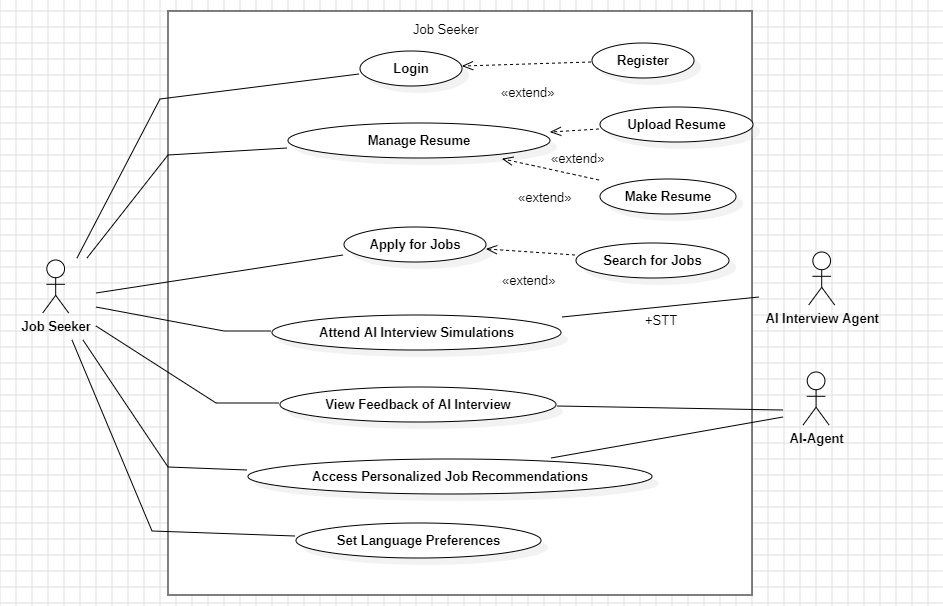 Job Seeker
Login
Register
«extend»
Manage Resume
Upload Resume
«extend»
Make Resume
«extend»
Apply for Jobs
Search for Jobs
«extend»
Attend AI Interview Simulations
+STT
AI Interview Agent
Job Seeker
View Feedback of AI Interview
AI-Agent
Access Personalized Job Recommendations
Set Language Preferences